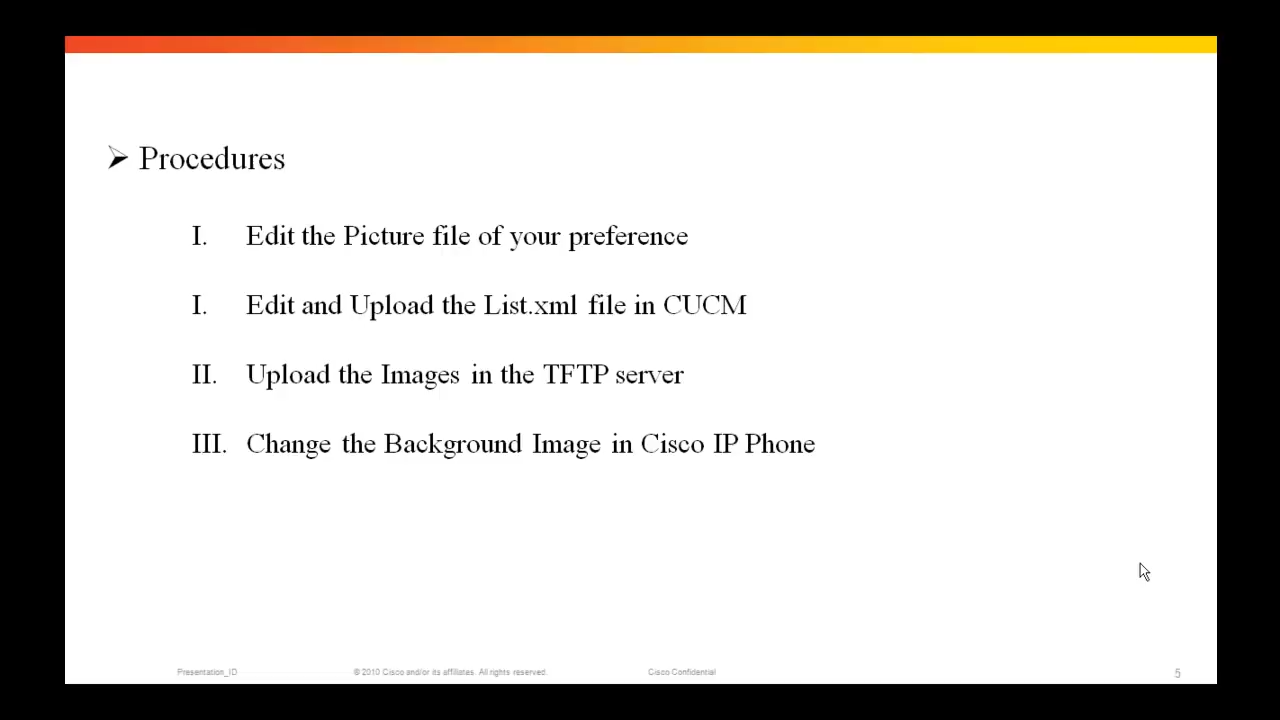 Procedures
I. Edit the Picture file of your preference
I. Edit and Upload the List.xml file in CUCM
II. Upload the Images in the TFTP server
III. Change the Background Image in Cisco IP Phone
Presentation_ID © 2010 Cisco and/or its affiliates. All rights reserved. Cisco Confidential 5